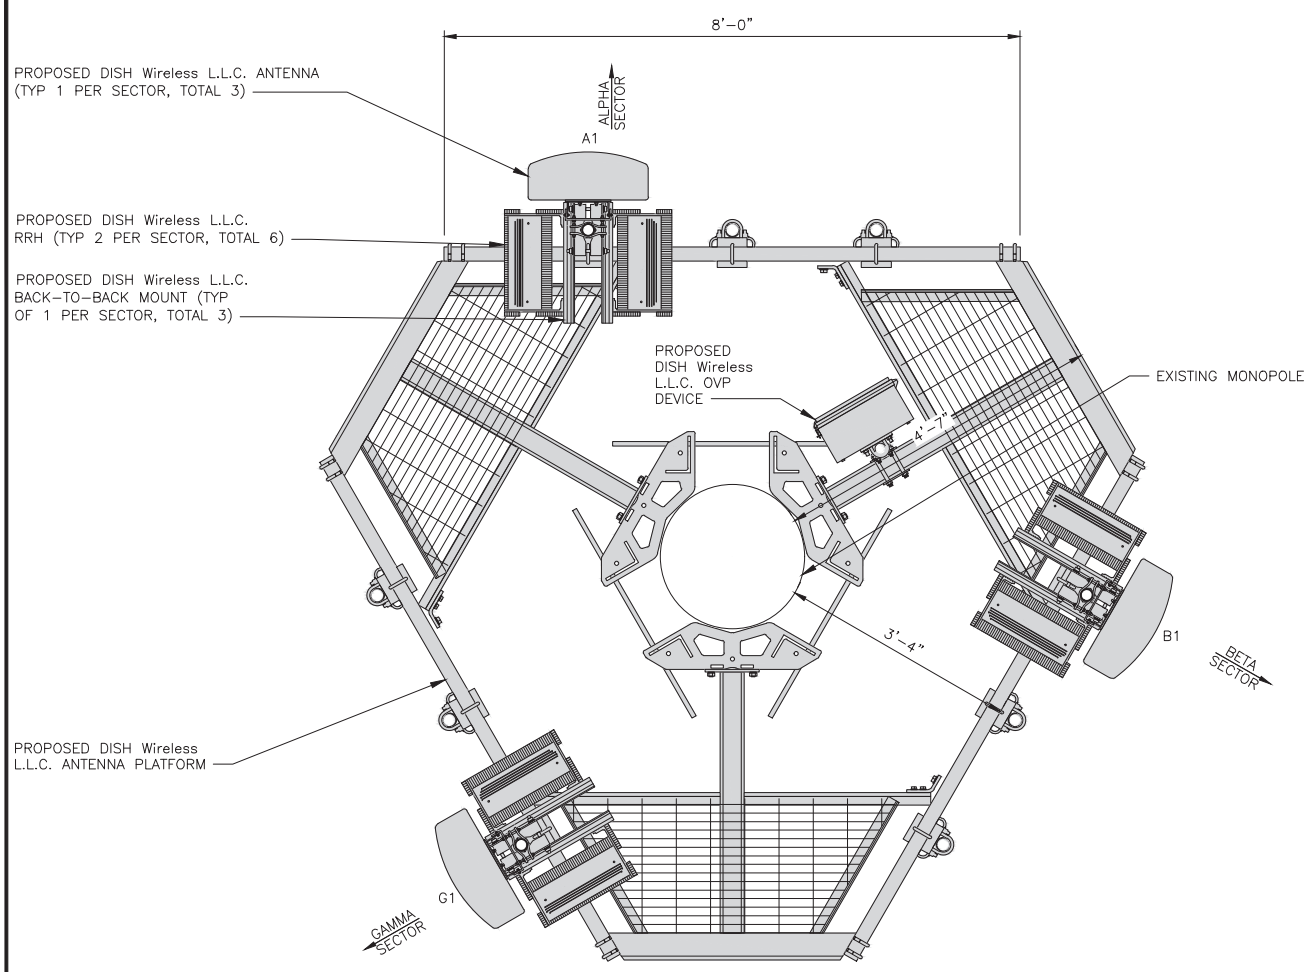 8'-0"
PROPOSED DISH Wireless L.L.C. ANTENNA
(TYP 1 PER SECTOR, TOTAL 3)
ALPHA
SECTOR
A1
PROPOSED DISH Wireless L.L.C.
RRH (TYP 2 PER SECTOR, TOTAL 6)
PROPOSED DISH Wireless L.L.C.
BACK-TO-BACK MOUNT (TYP
OF 1 PER SECTOR, TOTAL 3)
PROPOSED
DISH Wireless
L.L.C. OVP
DEVICE
EXISTING MONOPOLE
4'-7"
3'-4"
B1
BETA
SECTOR
PROPOSED DISH Wireless
L.L.C. ANTENNA PLATFORM
G1
GAMMA
SECTOR